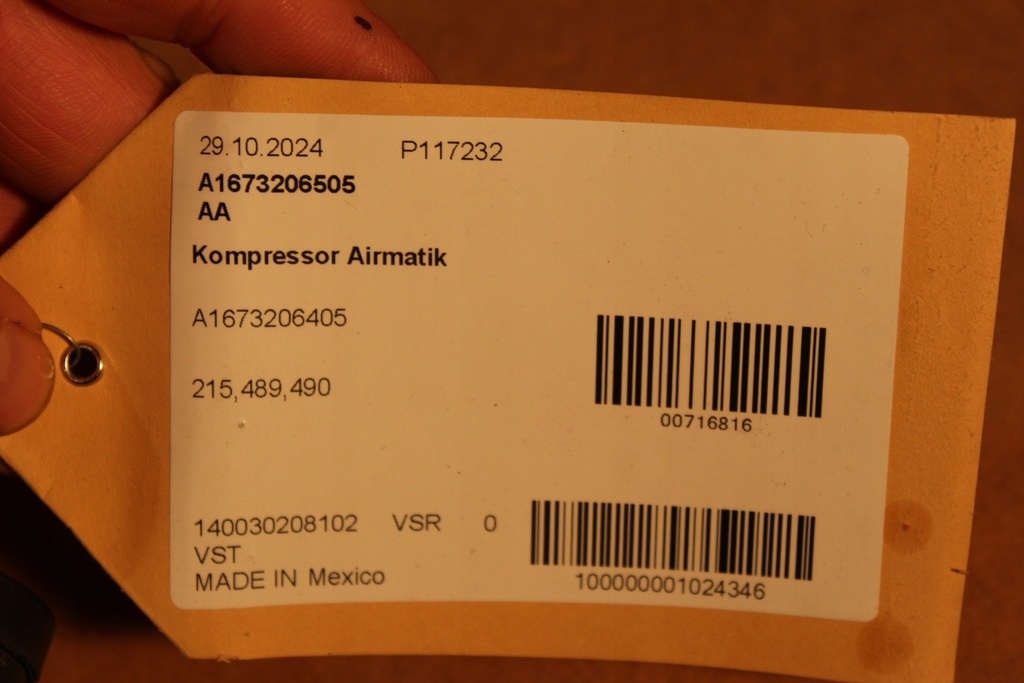 29.10.2024 P117232
A1673206505
AA
Kompressor Airmatik
A1673206405
215,489,490
00716816
140030208102 VSR 0
VST
MADE IN Mexico
100000001024346